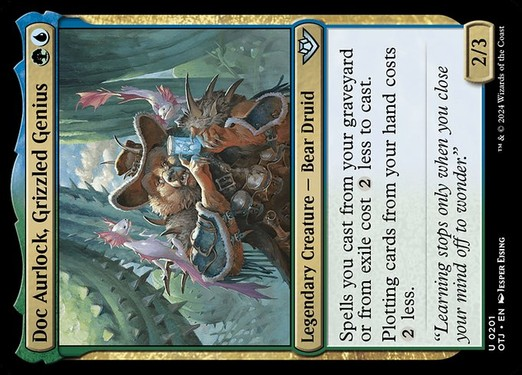 Doc Aurlock, Grizzled Genius
Legendary Creature — Bear Druid
Spells you cast from your graveyard
or from exile cost 2 less to cast.
Plotting cards from your hand costs
2 less.
“Learning stops only when you close
your mind off to wonder.”
2/3
U 0201
OTJ • EN Jesper Eising
™ & © 2024 Wizards of the Coast